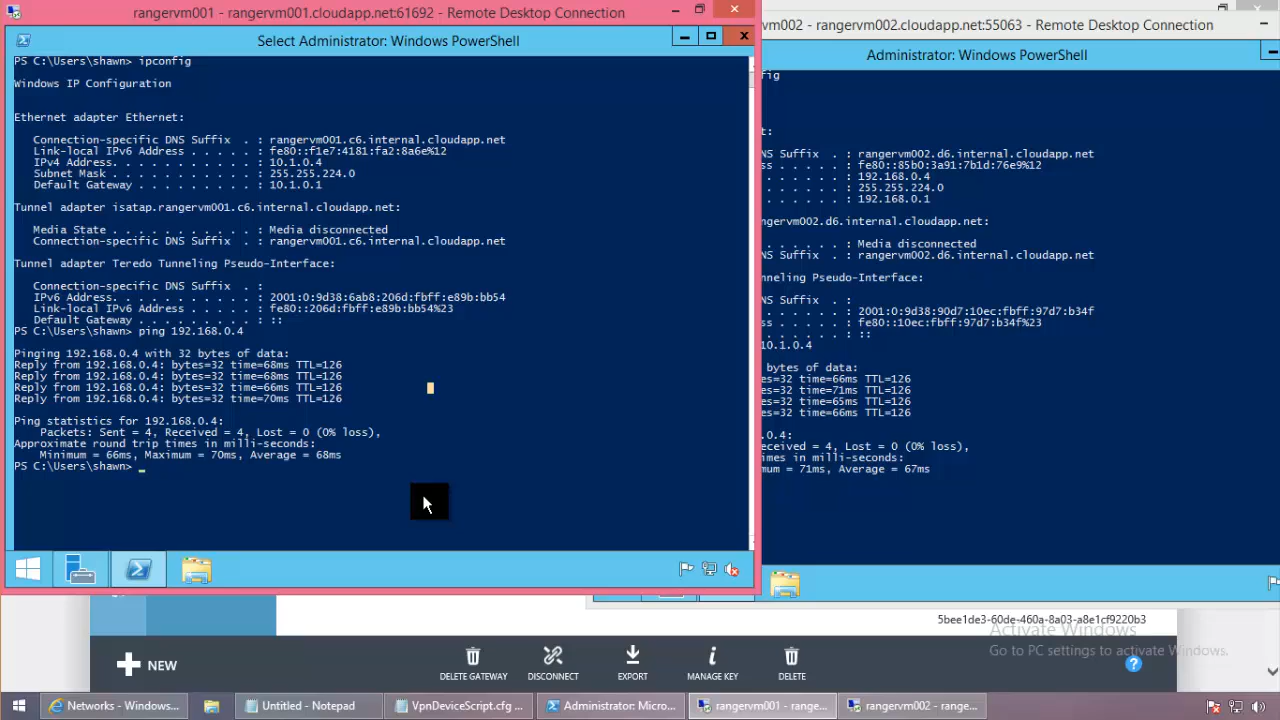 rangervm001 - rangervm001.cloudapp.net:61692 - Remote Desktop Connection
Select Administrator: Windows PowerShell
PS C:\Users\shawn> ipconfig
Windows IP Configuration
Ethernet adapter Ethernet:
Connection-specific DNS Suffix . : rangervm001.c6.internal.cloudapp.net
Link-local IPv6 Address . . . . . : fe80::f1e7:4181:fa2:8a6e%12
IPv4 Address. . . . . . . . . . . : 10.1.0.4
Subnet Mask . . . . . . . . . . . : 255.255.224.0
Default Gateway . . . . . . . . . : 10.1.0.1
Tunnel adapter isatap.rangervm001.c6.internal.cloudapp.net:
Media State . . . . . . . . . . . : Media disconnected
Connection-specific DNS Suffix . : rangervm001.c6.internal.cloudapp.net
Tunnel adapter Teredo Tunneling Pseudo-Interface:
Connection-specific DNS Suffix . :
IPv6 Address. . . . . . . . . . . : 2001:0:9d38:6ab8:206d:fbff:e89b:bb54
Link-local IPv6 Address . . . . . : fe80::206d:fbff:e89b:bb54%23
Default Gateway . . . . . . . . . : ::
PS C:\Users\shawn> ping 192.168.0.4
Pinging 192.168.0.4 with 32 bytes of data:
Reply from 192.168.0.4: bytes=32 time=68ms TTL=126
Reply from 192.168.0.4: bytes=32 time=68ms TTL=126
Reply from 192.168.0.4: bytes=32 time=66ms TTL=126
Reply from 192.168.0.4: bytes=32 time=70ms TTL=126
Ping statistics for 192.168.0.4:
Packets: Sent = 4, Received = 4, Lost = 0 (0% loss),
Approximate round trip times in milli-seconds:
Minimum = 66ms, Maximum = 70ms, Average = 68ms
PS C:\Users\shawn> _
vm002 - rangervm002.cloudapp.net:55063 - Remote Desktop Connection
Administrator: Windows PowerShell
fig
t:
NS Suffix . : rangervm002.d6.internal.cloudapp.net
ss . . . . . : fe80::85b0:3a91:7b1d:76e9%12
. . . . . . : 192.168.0.4
. . . . . . : 255.255.224.0
. . . . . . : 192.168.0.1
ngervm002.d6.internal.cloudapp.net:
. . . . . . : Media disconnected
NS Suffix . : rangervm002.d6.internal.cloudapp.net
nneling Pseudo-Interface:
NS Suffix . :
. . . . . . : 2001:0:9d38:90d7:10ec:fbff:97d7:b34f
ss . . . . . : fe80::10ec:fbff:97d7:b34f%23
. . . . . . : ::
10.1.0.4
bytes of data:
es=32 time=66ms TTL=126
es=32 time=71ms TTL=126
es=32 time=65ms TTL=126
es=32 time=66ms TTL=126
.0.4:
eceived = 4, Lost = 0 (0% loss),
imes in milli-seconds:
mum = 71ms, Average = 67ms
5bee1de3-60de-460a-8a03-a8e1cf9220b3
Activate Windows
Go to PC settings to activate Windows.
NEW
DELETE GATEWAY
DISCONNECT
EXPORT
MANAGE KEY
DELETE
?
Networks - Windows...
Untitled - Notepad
VpnDeviceScript.cfg ...
Administrator: Micro...
rangervm001 - range...
rangervm002 - range...